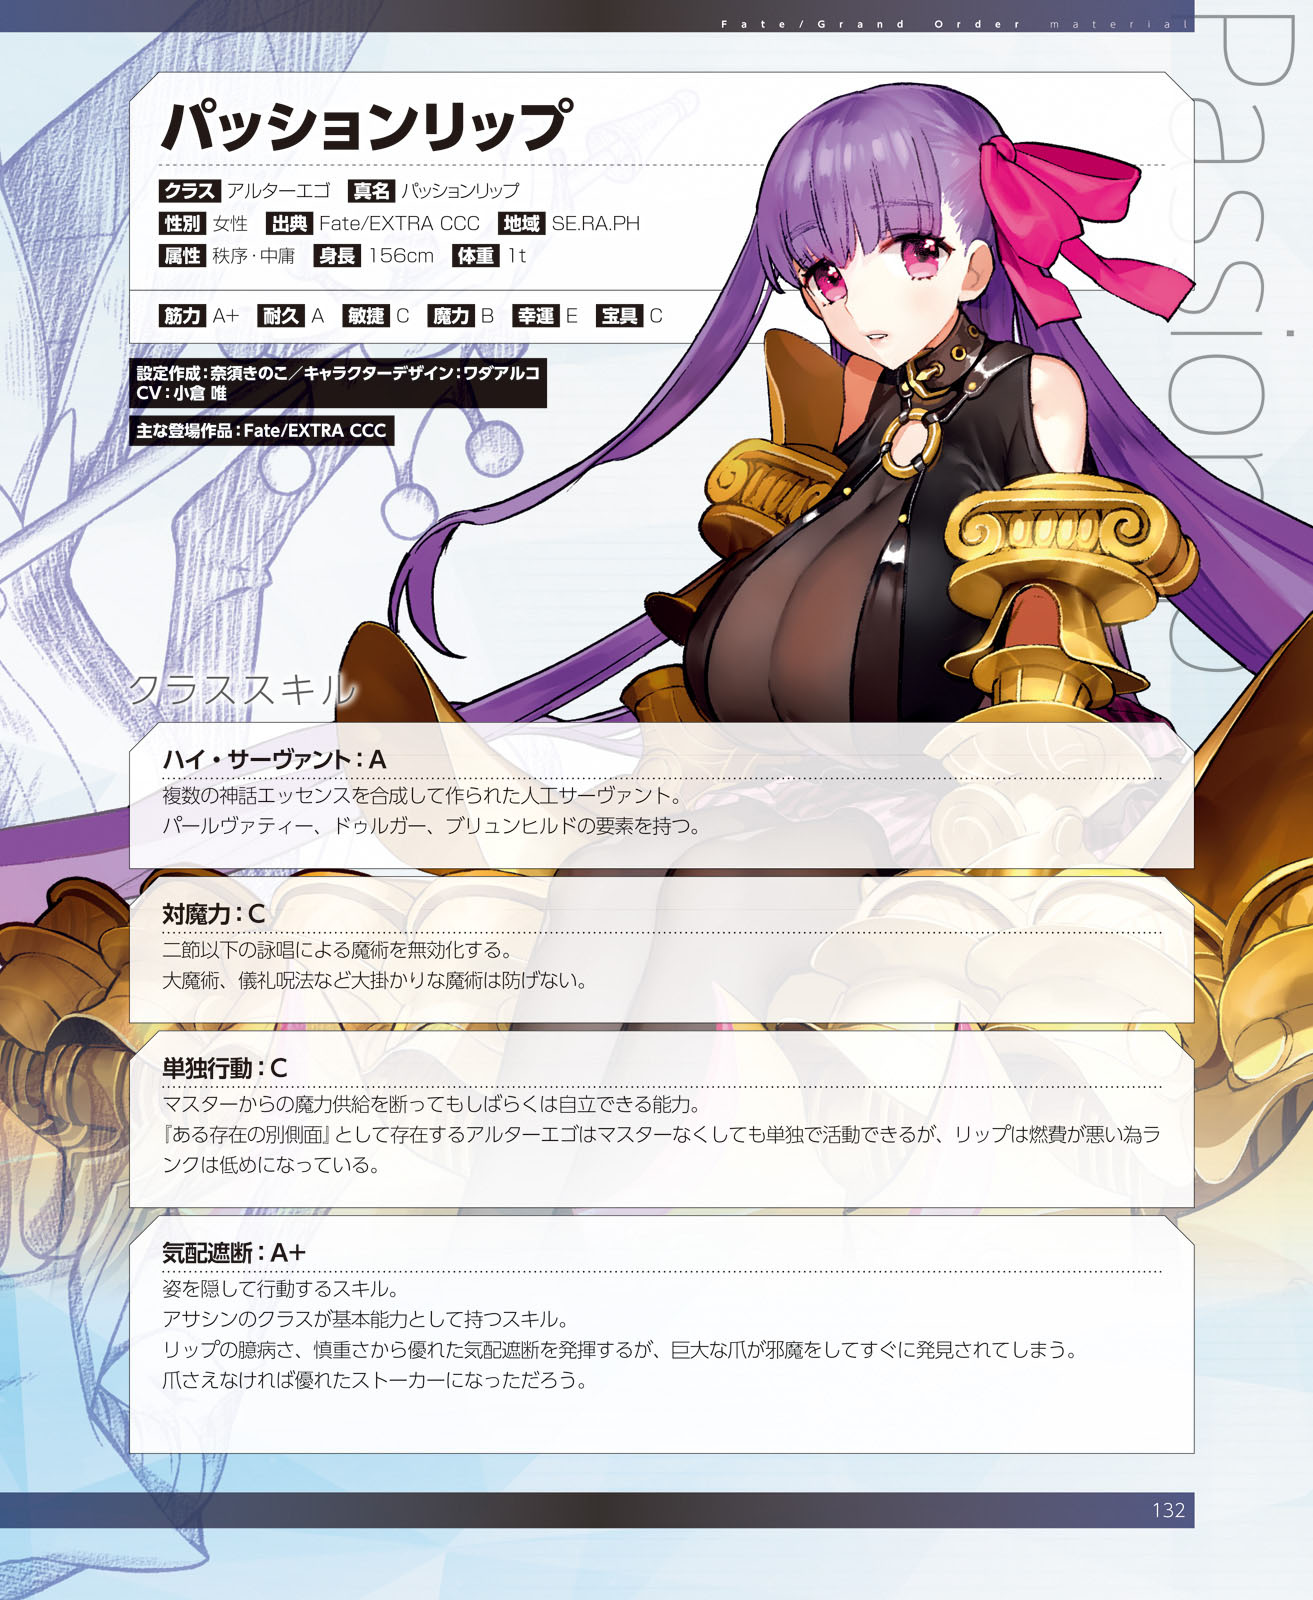 Fate/Grand Order material
Passionlip
パッションリップ
クラス アルターエゴ 真名 パッションリップ
性別 女性 出典 Fate/EXTRA CCC 地域 SE.RA.PH
属性 秩序・中庸 身長 156cm 体重 1t
筋力 A+ 耐久 A 敏捷 C 魔力 B 幸運 E 宝具 C
設定作成：奈須きのこ／キャラクターデザイン：ワダアルコ
CV：小倉 唯
主な登場作品：Fate/EXTRA CCC
クラススキル
ハイ・サーヴァント：A
複数の神話エッセンスを合成して作られた人工サーヴァント。
パールヴァティー、ドゥルガー、ブリュンヒルドの要素を持つ。
対魔力：C
二節以下の詠唱による魔術を無効化する。
大魔術、儀礼呪法など大掛かりな魔術は防げない。
単独行動：C
マスターからの魔力供給を断ってもしばらくは自立できる能力。
『ある存在の別側面』として存在するアルターエゴはマスターなくしても単独で活動できるが、リップは燃費が悪い為ラ
ンクは低めになっている。
気配遮断：A+
姿を隠して行動するスキル。
アサシンのクラスが基本能力として持つスキル。
リップの臆病さ、慎重さから優れた気配遮断を発揮するが、巨大な爪が邪魔をしてすぐに発見されてしまう。
爪さえなければ優れたストーカーになっただろう。
132